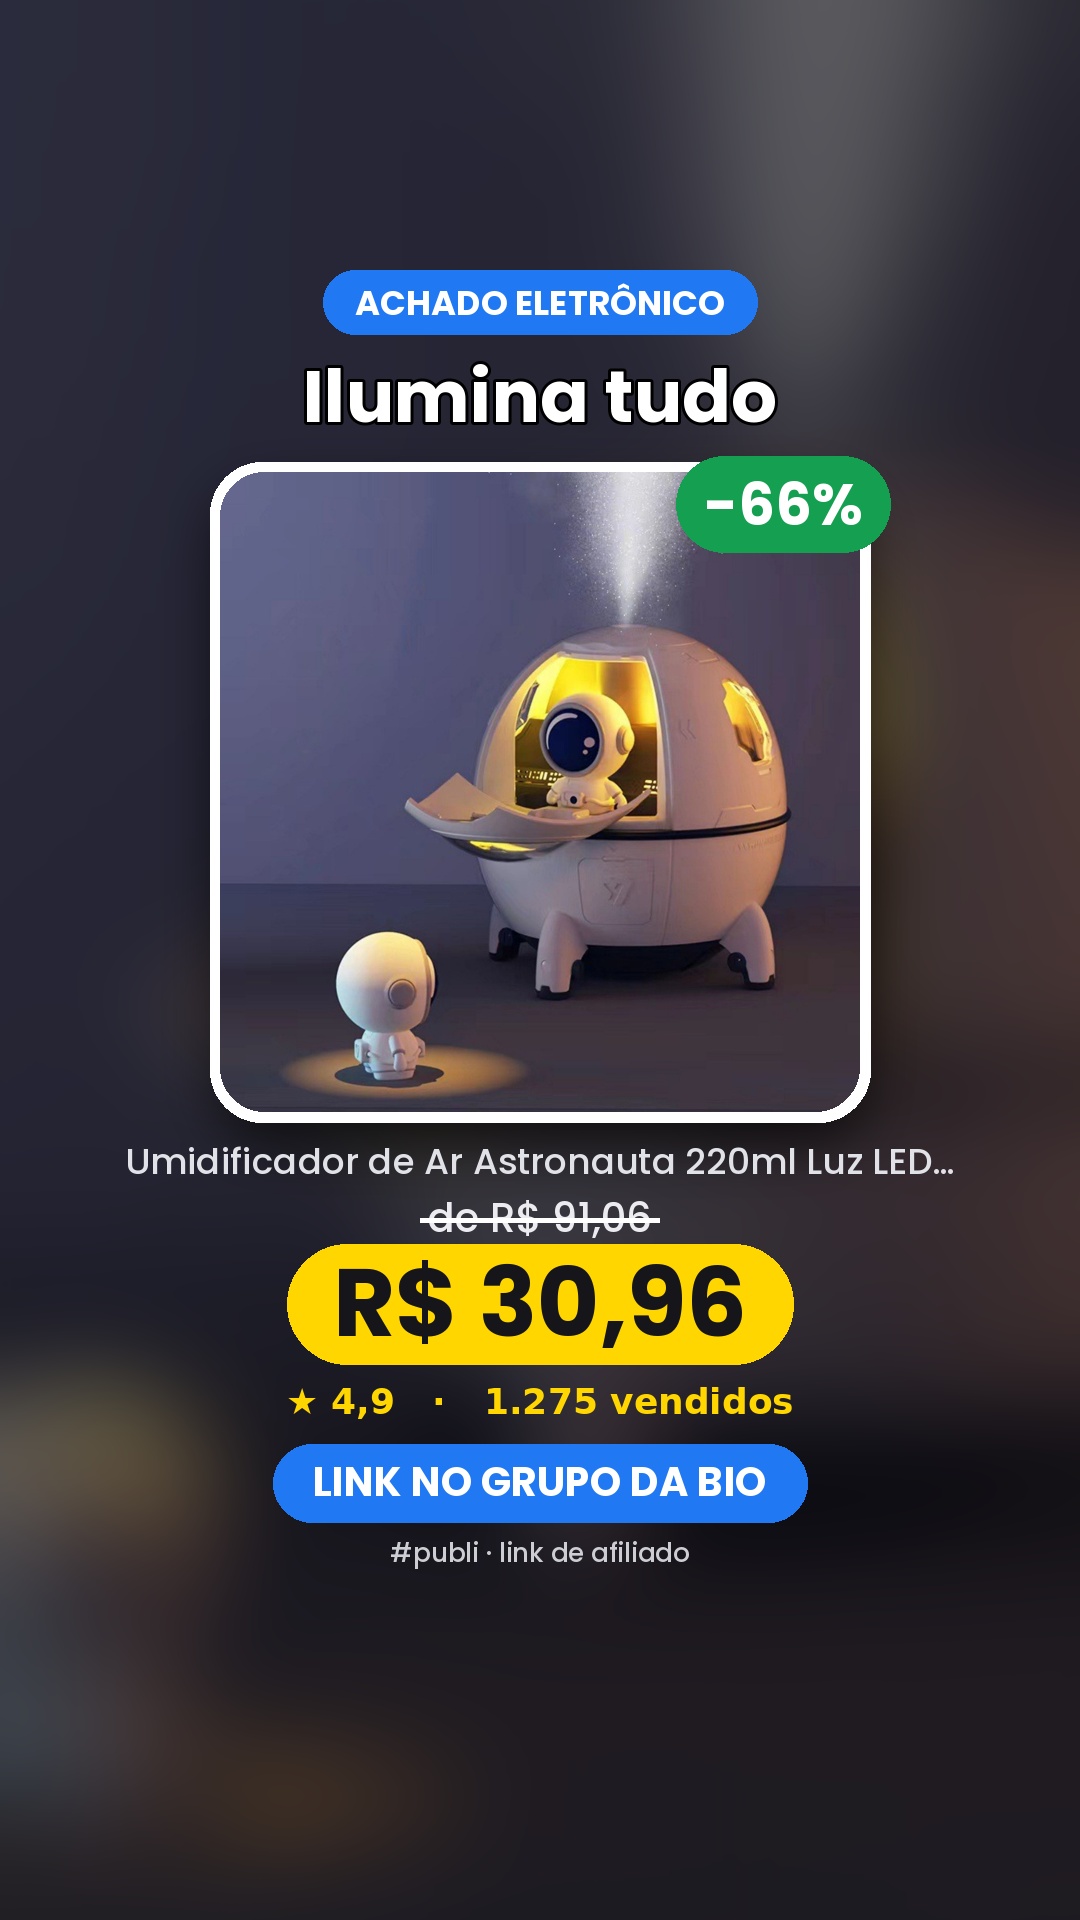 ACHADO ELETRÔNICO
Ilumina tudo
-66%
Umidificador de Ar Astronauta 220ml Luz LED...
de R$ 91,06
R$ 30,96
★ 4,9 · 1.275 vendidos
LINK NO GRUPO DA BIO
#publi · link de afiliado